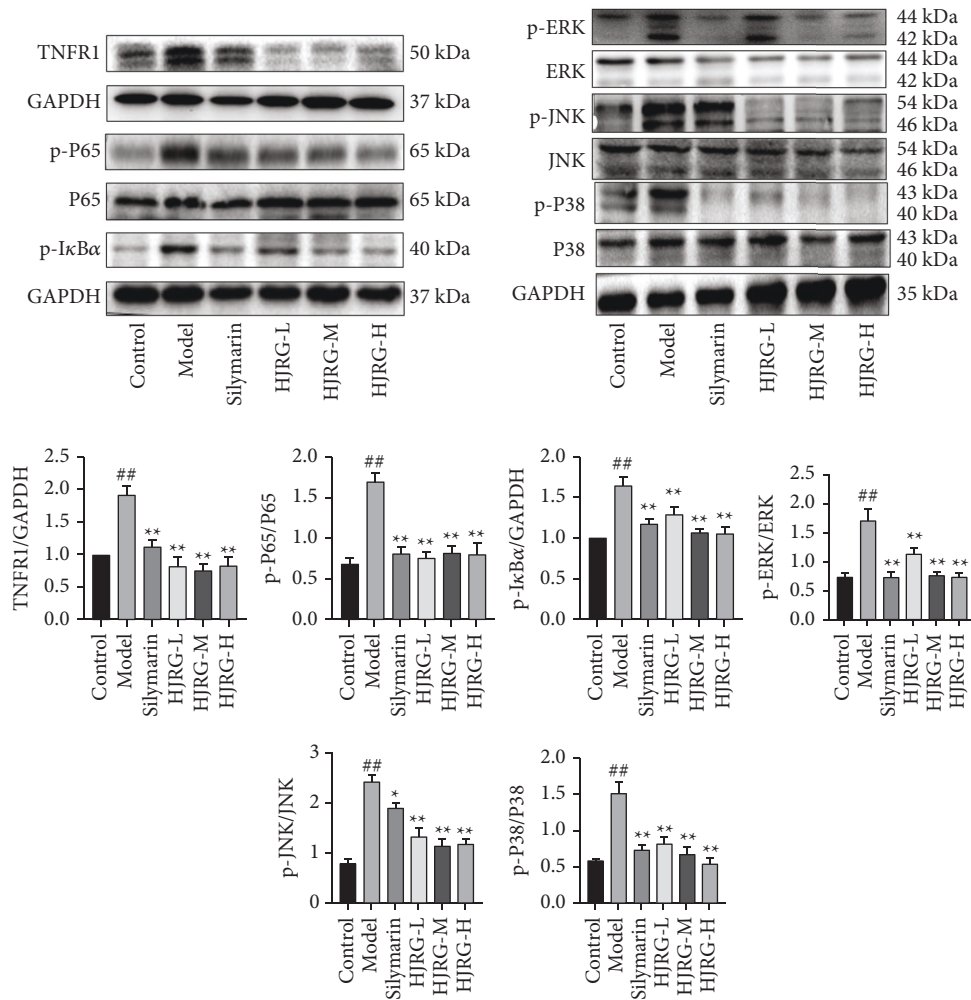 TNFR1 50 kDa
GAPDH 37 kDa
p-P65 65 kDa
P65 65 kDa
p-IκBα 40 kDa
GAPDH 37 kDa
Control Model Silymarin HJRG-L HJRG-M HJRG-H
p-ERK 44 kDa
42 kDa
ERK 44 kDa
42 kDa
p-JNK 54 kDa
46 kDa
JNK 54 kDa
46 kDa
p-P38 43 kDa
40 kDa
P38 43 kDa
40 kDa
GAPDH 35 kDa
Control Model Silymarin HJRG-L HJRG-M HJRG-H
TNFR1/GAPDH
2.5
2.0
1.5
1.0
0.5
0.0
## ** ** ** **
Control Model Silymarin HJRG-L HJRG-M HJRG-H
p-P65/P65
2.0
1.5
1.0
0.5
0.0
## ** ** ** **
Control Model Silymarin HJRG-L HJRG-M HJRG-H
p-IκBα/GAPDH
2.0
1.5
1.0
0.5
0.0
## ** ** ** **
Control Model Silymarin HJRG-L HJRG-M HJRG-H
p-ERK/ERK
2.5
2.0
1.5
1.0
0.5
0.0
## ** ** ** **
Control Model Silymarin HJRG-L HJRG-M HJRG-H
p-JNK/JNK
3
2
1
0
## * ** ** **
Control Model Silymarin HJRG-L HJRG-M HJRG-H
p-P38/P38
2.0
1.5
1.0
0.5
0.0
## ** ** ** **
Control Model Silymarin HJRG-L HJRG-M HJRG-H